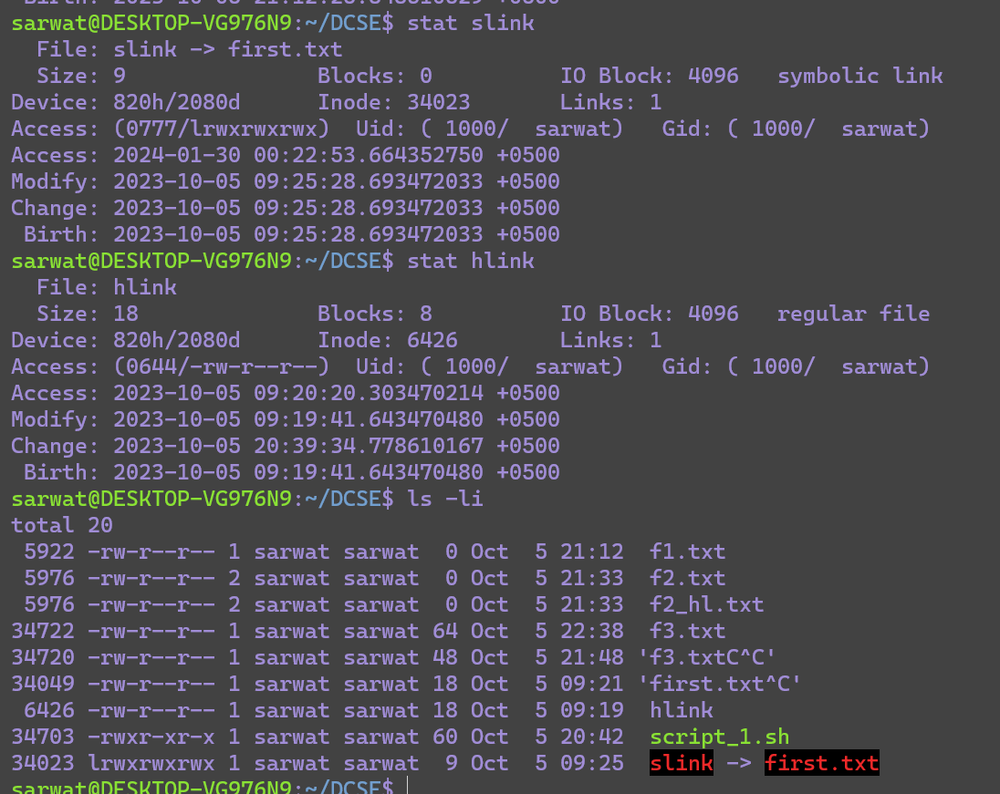 Birth: 2023-10-06 21:12:28.848810829 +0500
sarwat@DESKTOP-VG976N9:~/DCSE$ stat slink
  File: slink -> first.txt
  Size: 9               Blocks: 0          IO Block: 4096   symbolic link
Device: 820h/2080d      Inode: 34023       Links: 1
Access: (0777/lrwxrwxrwx)  Uid: ( 1000/  sarwat)   Gid: ( 1000/  sarwat)
Access: 2024-01-30 00:22:53.664352750 +0500
Modify: 2023-10-05 09:25:28.693472033 +0500
Change: 2023-10-05 09:25:28.693472033 +0500
 Birth: 2023-10-05 09:25:28.693472033 +0500
sarwat@DESKTOP-VG976N9:~/DCSE$ stat hlink
  File: hlink
  Size: 18              Blocks: 8          IO Block: 4096   regular file
Device: 820h/2080d      Inode: 6426        Links: 1
Access: (0644/-rw-r--r--)  Uid: ( 1000/  sarwat)   Gid: ( 1000/  sarwat)
Access: 2023-10-05 09:20:20.303470214 +0500
Modify: 2023-10-05 09:19:41.643470480 +0500
Change: 2023-10-05 20:39:34.778610167 +0500
 Birth: 2023-10-05 09:19:41.643470480 +0500
sarwat@DESKTOP-VG976N9:~/DCSE$ ls -li
total 20
 5922 -rw-r--r-- 1 sarwat sarwat  0 Oct  5 21:12  f1.txt
 5976 -rw-r--r-- 2 sarwat sarwat  0 Oct  5 21:33  f2.txt
 5976 -rw-r--r-- 2 sarwat sarwat  0 Oct  5 21:33  f2_hl.txt
34722 -rw-r--r-- 1 sarwat sarwat 64 Oct  5 22:38  f3.txt
34720 -rw-r--r-- 1 sarwat sarwat 48 Oct  5 21:48 'f3.txtC^C'
34049 -rw-r--r-- 1 sarwat sarwat 18 Oct  5 09:21 'first.txt^C'
 6426 -rw-r--r-- 1 sarwat sarwat 18 Oct  5 09:19  hlink
34703 -rwxr-xr-x 1 sarwat sarwat 60 Oct  5 20:42  script_1.sh
34023 lrwxrwxrwx 1 sarwat sarwat  9 Oct  5 09:25  slink -> first.txt
sarwat@DESKTOP-VG976N9:~/DCSE$